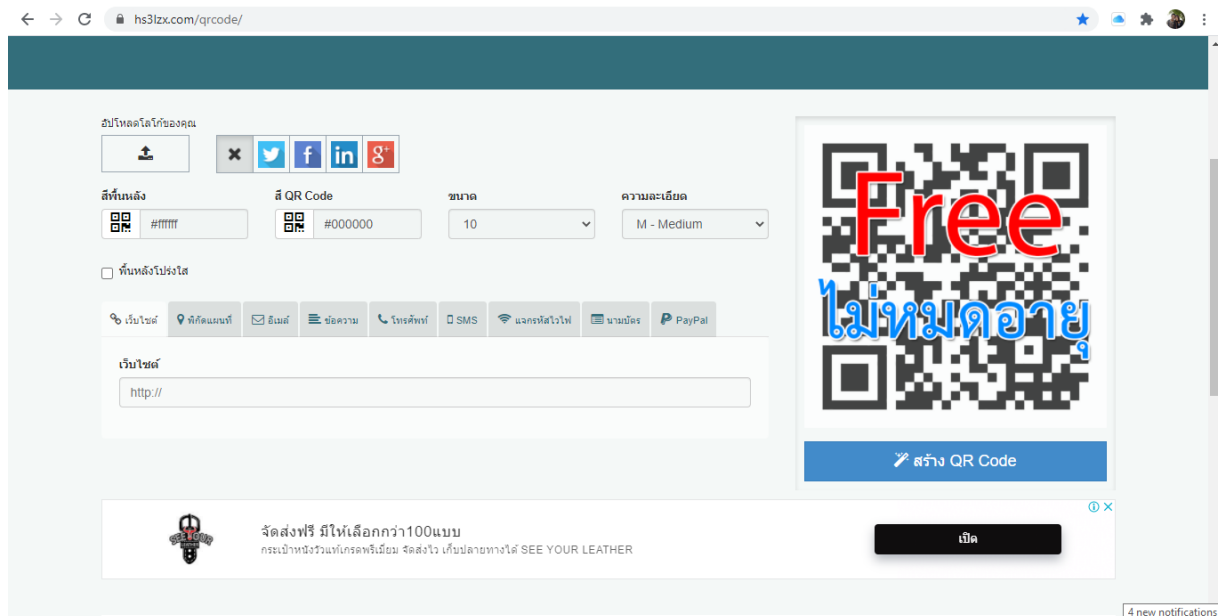 hs3lzx.com/qrcode/
อัปโหลดโลโก้ของคุณ
สีพื้นหลัง
สี QR Code
ขนาด
ความละเอียด
#ffffff
#000000
10
M - Medium
พื้นหลังโปร่งใส
เว็บไซต์
พิกัดแผนที่
อีเมล์
ข้อความ
โทรศัพท์
SMS
แจกรหัสไวไฟ
นามบัตร
PayPal
เว็บไซต์
http://
Free
ไม่หมดอายุ
สร้าง QR Code
SEE YOUR
LEATHER
จัดส่งฟรี มีให้เลือกกว่า100แบบ
กระเป๋าหนังวัวแท้เกรดพรีเมี่ยม จัดส่งไว เก็บปลายทางได้ SEE YOUR LEATHER
เปิด
4 new notifications